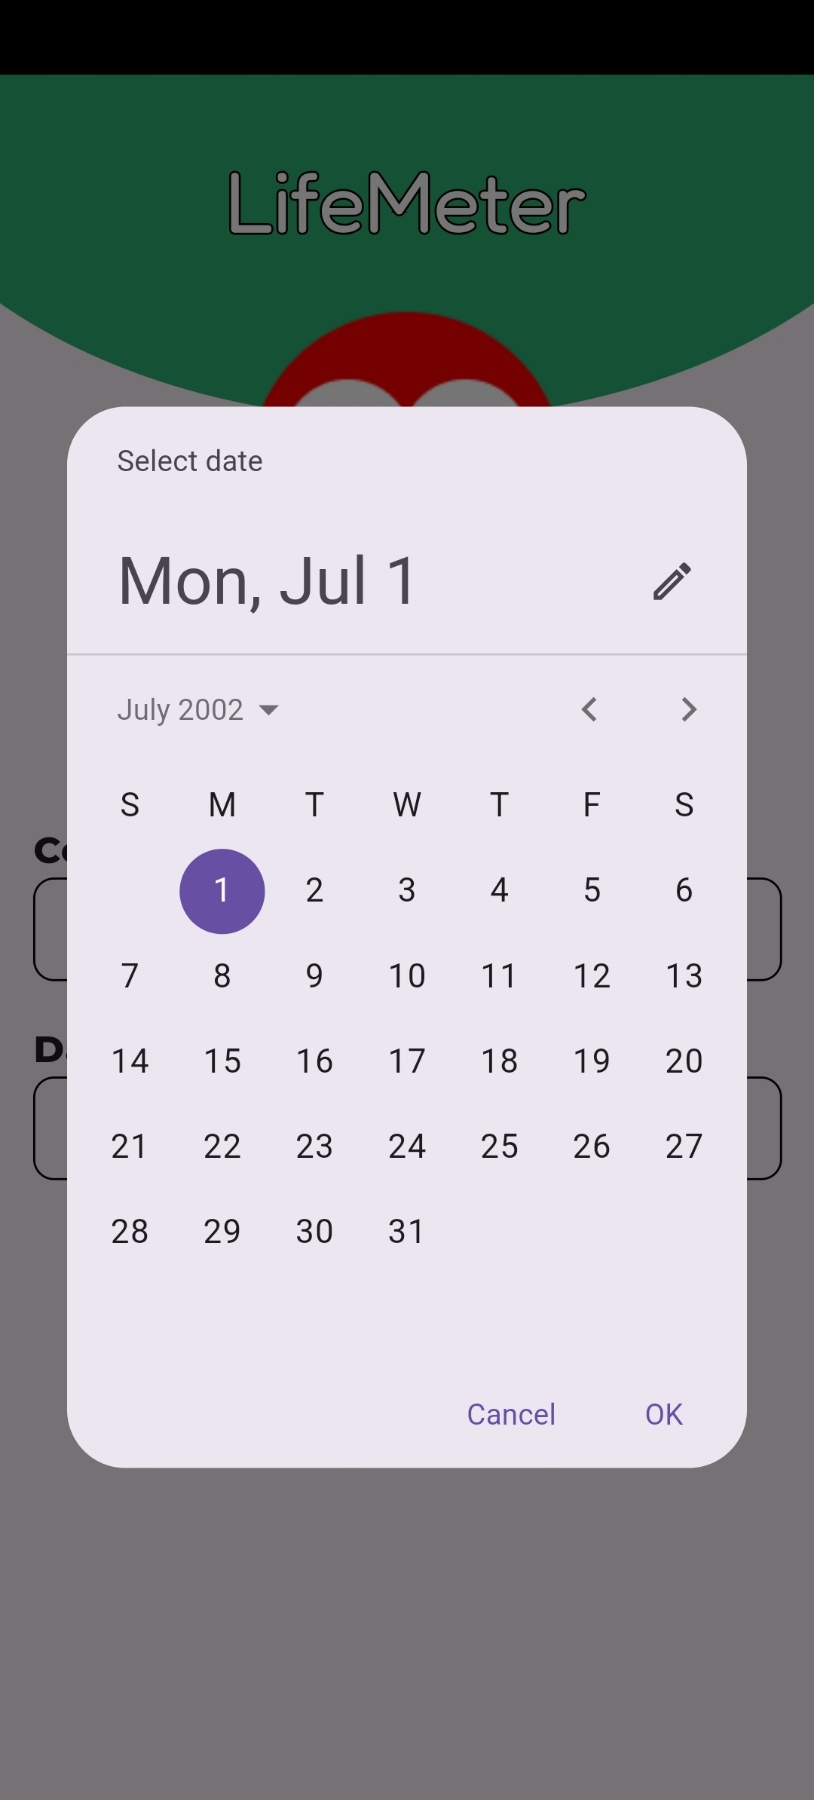 LifeMeter
Select date
Mon, Jul 1
July 2002
S M T W T F S
1 2 3 4 5 6
7 8 9 10 11 12 13
14 15 16 17 18 19 20
21 22 23 24 25 26 27
28 29 30 31
Cancel OK